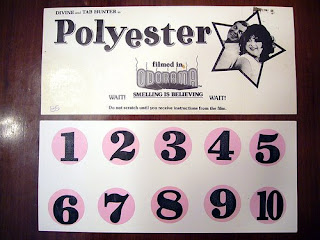 DIVINE and TAB HUNTER in
Polyester
filmed in
ODORAMA
SMELLING IS BELIEVING
WAIT! WAIT!
Do not scratch until you receive instructions from the film.
1 2 3 4 5
6 7 8 9 10